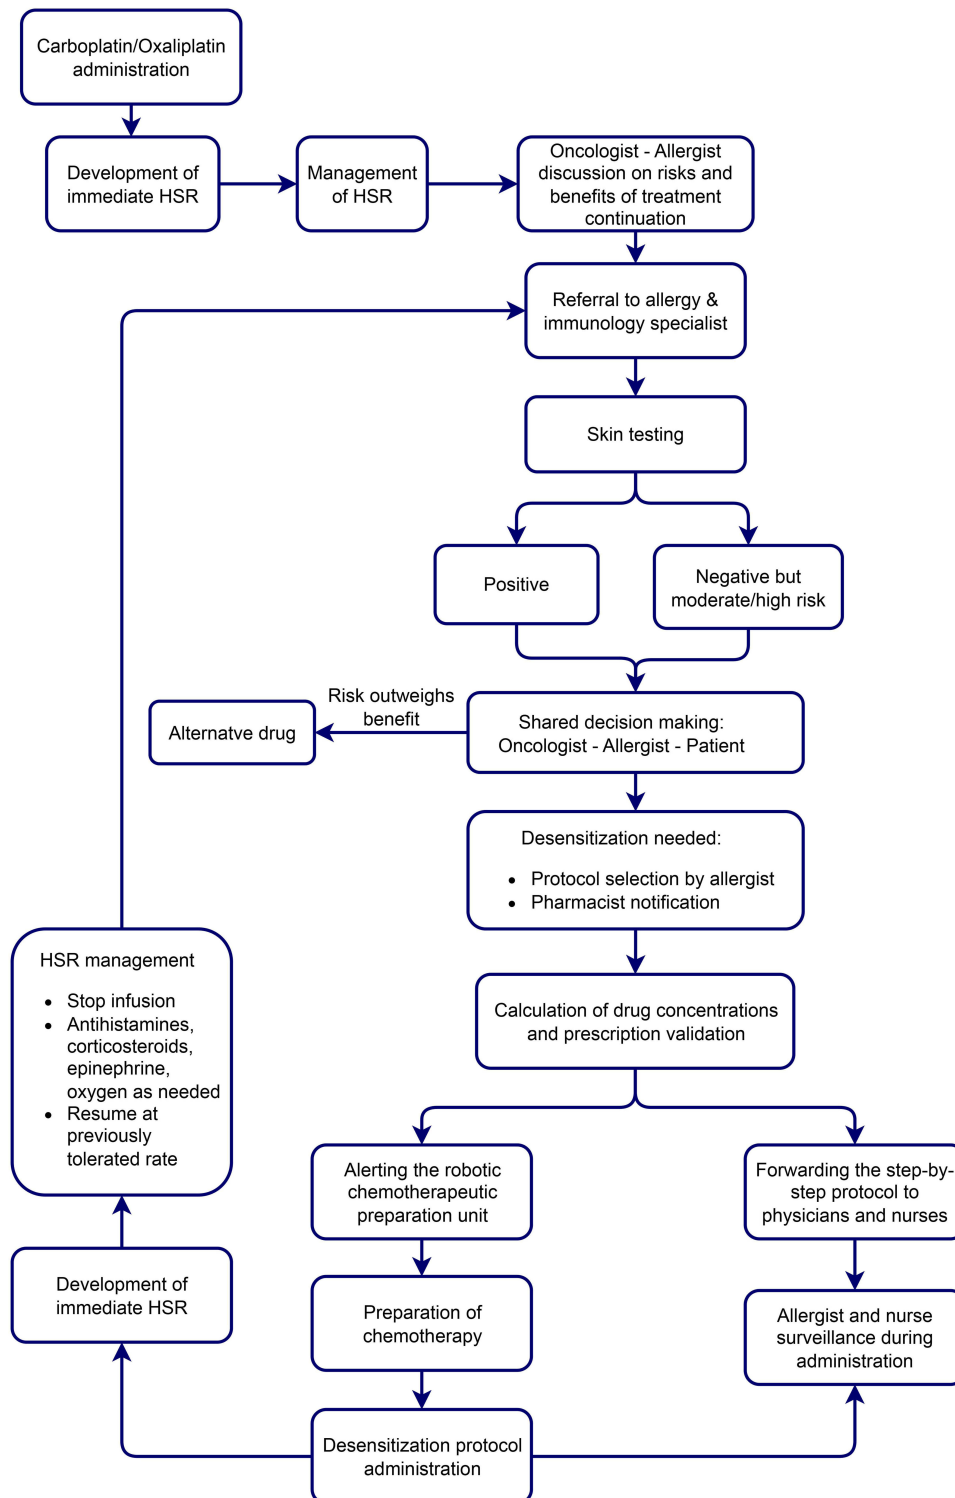 Carboplatin/Oxaliplatin
administration
Development of
immediate HSR
Management
of HSR
Oncologist - Allergist
discussion on risks and
benefits of treatment
continuation
Referral to allergy &
immunology specialist
Skin testing
Positive
Negative but
moderate/high risk
Risk outweighs
benefit
Alternatve drug
Shared decision making:
Oncologist - Allergist - Patient
Desensitization needed:
• Protocol selection by allergist
• Pharmacist notification
Calculation of drug concentrations
and prescription validation
HSR management
• Stop infusion
• Antihistamines,
corticosteroids,
epinephrine,
oxygen as needed
• Resume at
previously
tolerated rate
Alerting the robotic
chemotherapeutic
preparation unit
Forwarding the step-by-
step protocol to
physicians and nurses
Development of
immediate HSR
Preparation of
chemotherapy
Allergist and nurse
surveillance during
administration
Desensitization protocol
administration